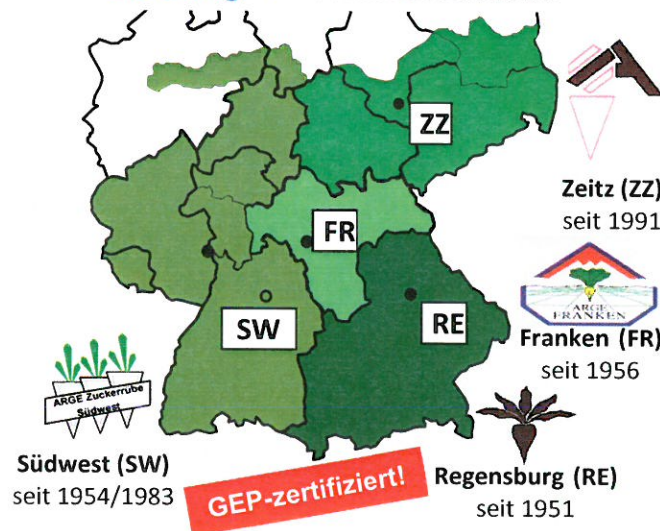 ZZ
Zeitz (ZZ)
seit 1991
FR
ARGE
FRANKEN
SW
RE
Franken (FR)
seit 1956
ARGE Zuckerrübe
Südwest
Südwest (SW)
seit 1954/1983
GEP-zertifiziert!
Regensburg (RE)
seit 1951